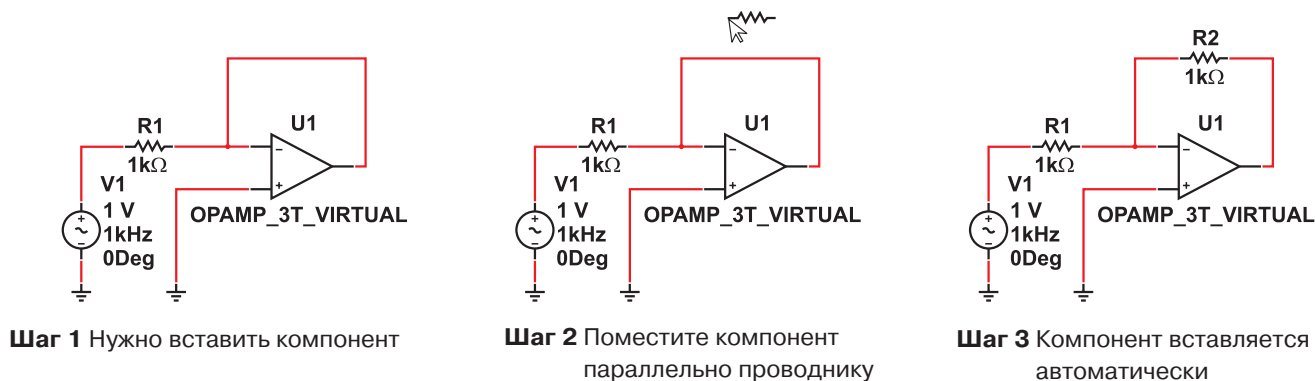 R1
1kΩ
U1
V1
1 V
1kHz
0Deg
OPAMP_3T_VIRTUAL
Шаг 1 Нужно вставить компонент
R1
1kΩ
U1
V1
1 V
1kHz
0Deg
OPAMP_3T_VIRTUAL
Шаг 2 Поместите компонент
параллельно проводнику
R2
1kΩ
R1
1kΩ
U1
V1
1 V
1kHz
0Deg
OPAMP_3T_VIRTUAL
Шаг 3 Компонент вставляется
автоматически